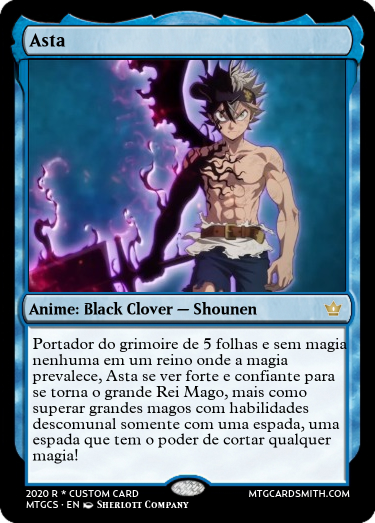 Asta
Anime: Black Clover — Shounen
Portador do grimoire de 5 folhas e sem magia
nenhuma em um reino onde a magia
prevalece, Asta se ver forte e confiante para
se torna o grande Rei Mago, mais como
superar grandes magos com habilidades
descomunal somente com uma espada, uma
espada que tem o poder de cortar qualquer
magia!
2020 R * CUSTOM CARD
MTGCARDSMITH.COM
MTGCS · EN SHERLOTT COMPANY